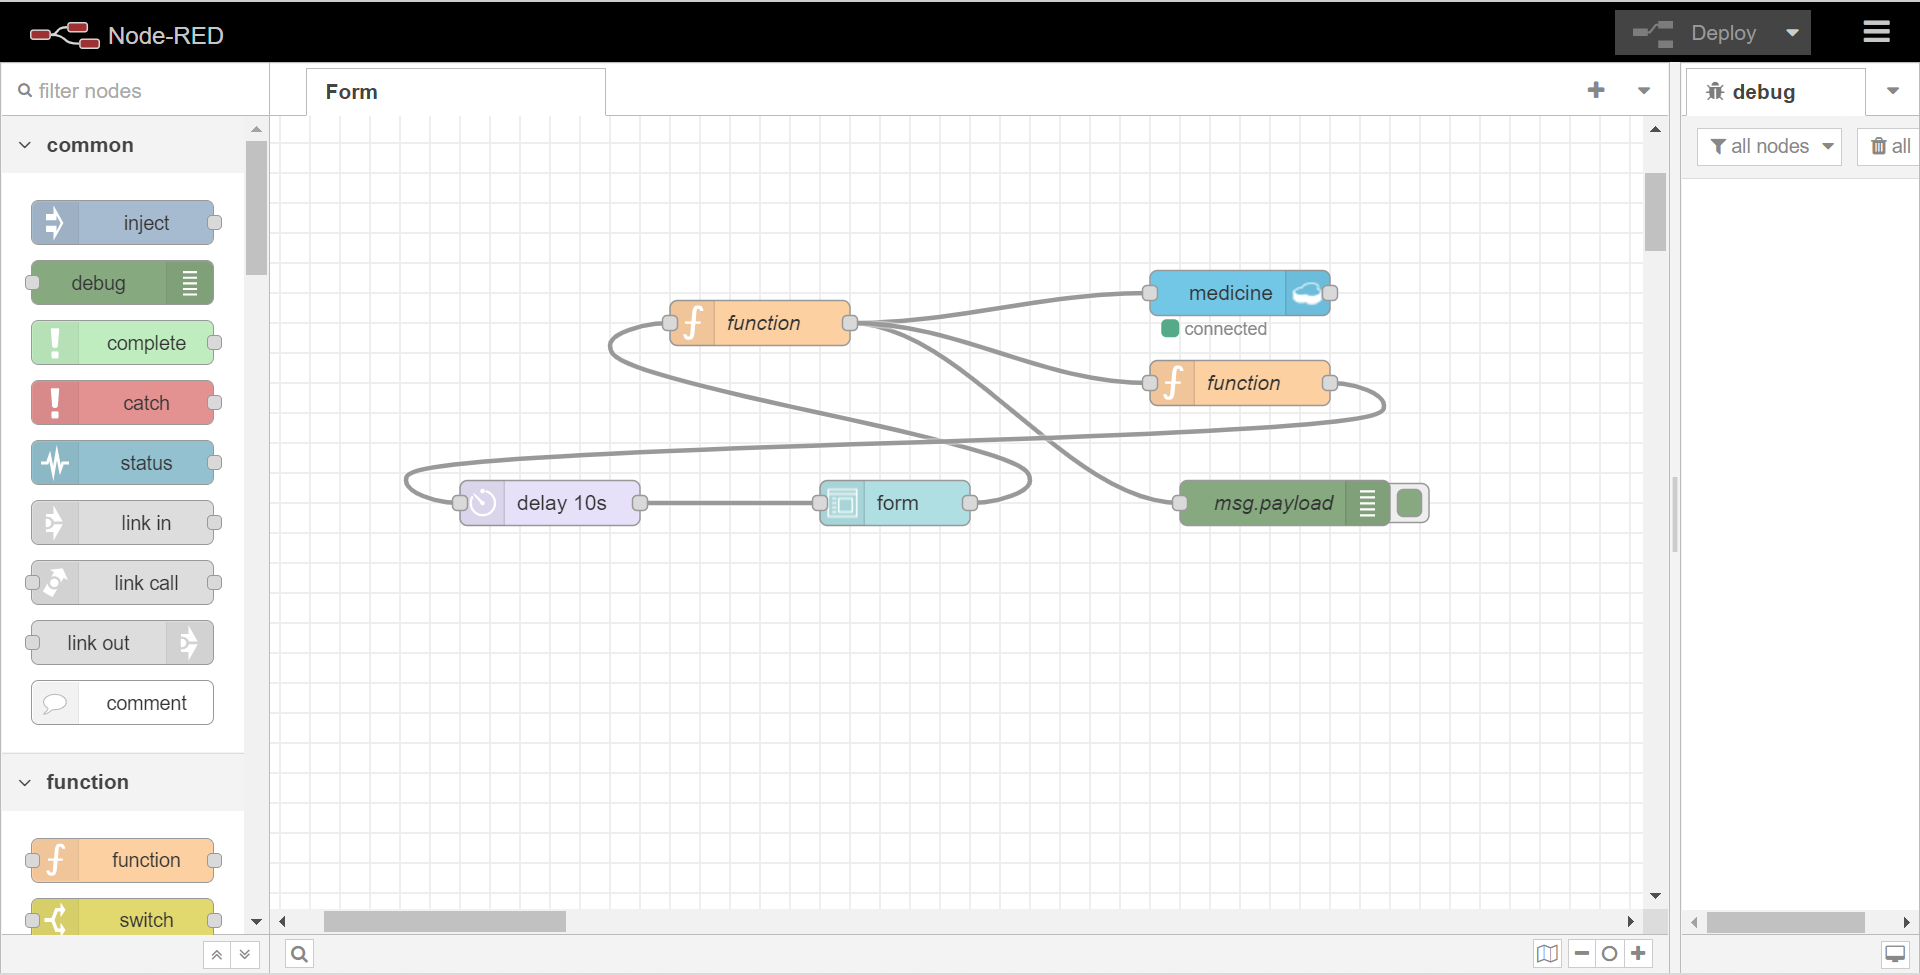 Node-RED
Deploy
filter nodes
Form
debug
all nodes
all
common
inject
debug
complete
catch
status
link in
link call
link out
comment
function
function
switch
function
medicine
connected
function
delay 10s
form
msg.payload